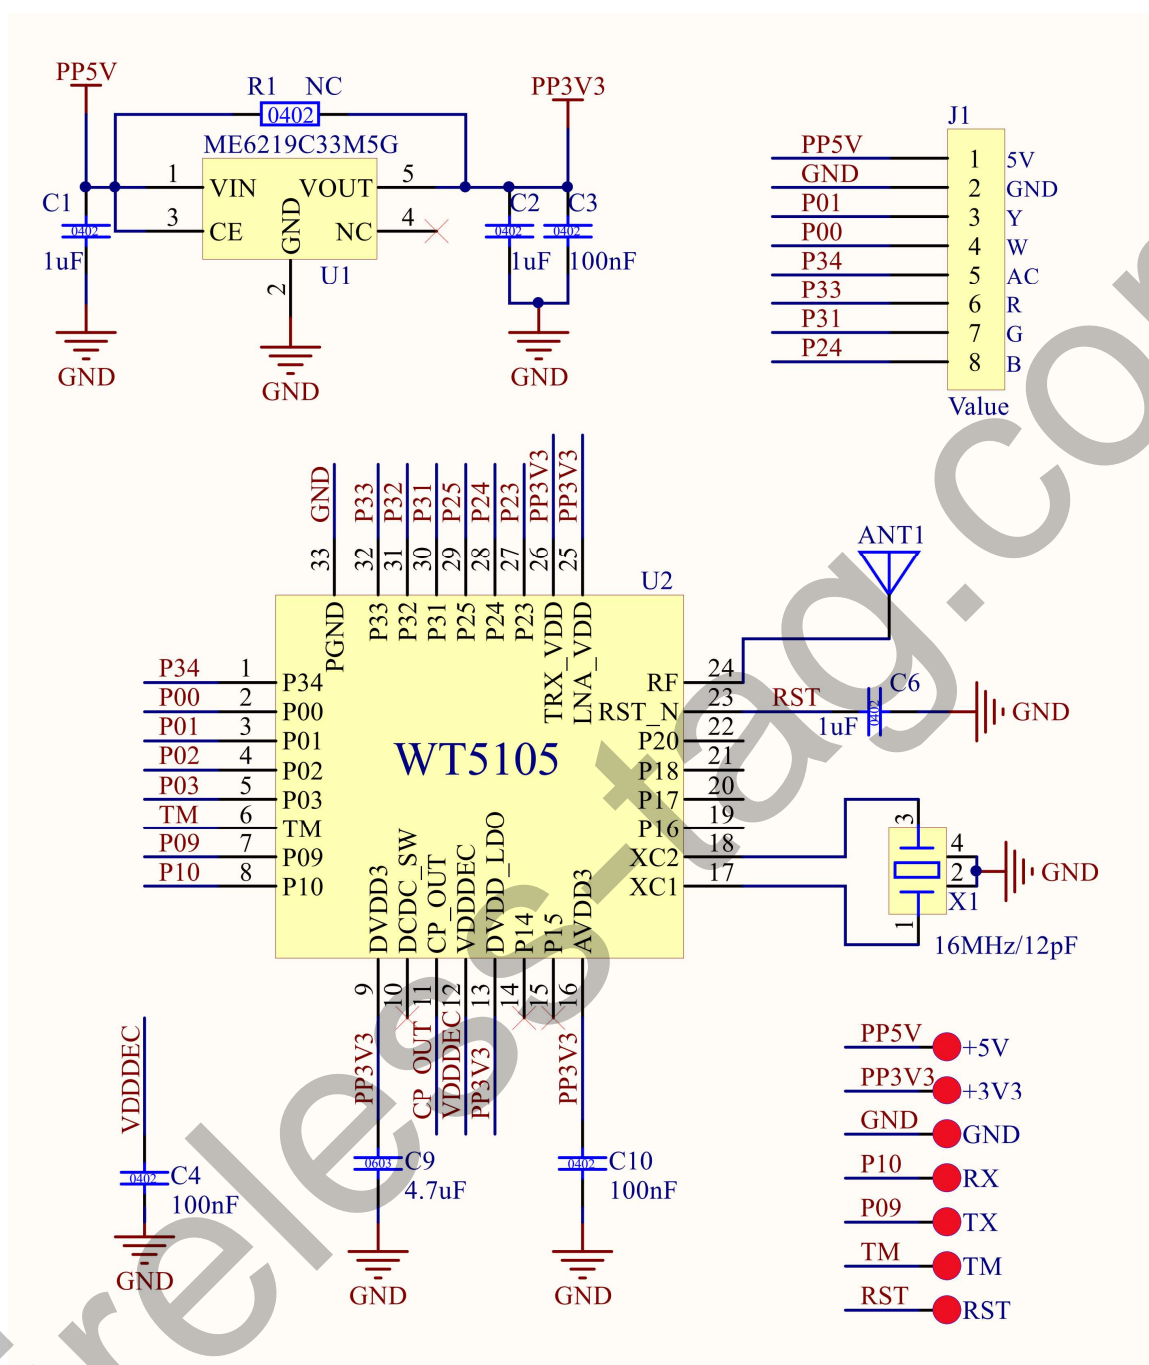 PP5V
R1 NC
0402
ME6219C33M5G
1 VIN VOUT 5
3 CE NC 4
GND
2
U1
C1
0402
1uF
GND
GND
PP3V3
C2 C3
0402 0402
1uF 100nF
GND
J1
PP5V 1 5V
GND 2 GND
P01 3 Y
P00 4 W
P34 5 AC
P33 6 R
P31 7 G
P24 8 B
Value
GND 33 PGND
P33 32 P33
P32 31 P32
P31 30 P31
P25 29 P25
P24 28 P24
P23 27 P23
PP3V3 26 TRX_VDD
PP3V3 25 LNA_VDD
U2
WT5105
P34 1 P34
P00 2 P00
P01 3 P01
P02 4 P02
P03 5 P03
TM 6 TM
P09 7 P09
P10 8 P10
RF 24
RST_N 23 RST
P20 22
P18 21
P17 20
P16 19
XC2 18
XC1 17
ANT1
C6
1uF 0402
GND
3
4
2
1
GND
X1
16MHz/12pF
DVDD3 9 PP3V3
DCDC_SW 10
CP_OUT 11 CP_OUT
VDDDEC 12 VDDDEC
DVDD_LDO 13 PP3V3
P14 14
P15 15
AVDD3 16 PP3V3
VDDDEC
0402 C4
100nF
GND
0603 C9
4.7uF
GND
0402 C10
100nF
GND
PP5V +5V
PP3V3 +3V3
GND GND
P10 RX
P09 TX
TM TM
RST RST
ireless-tag.com